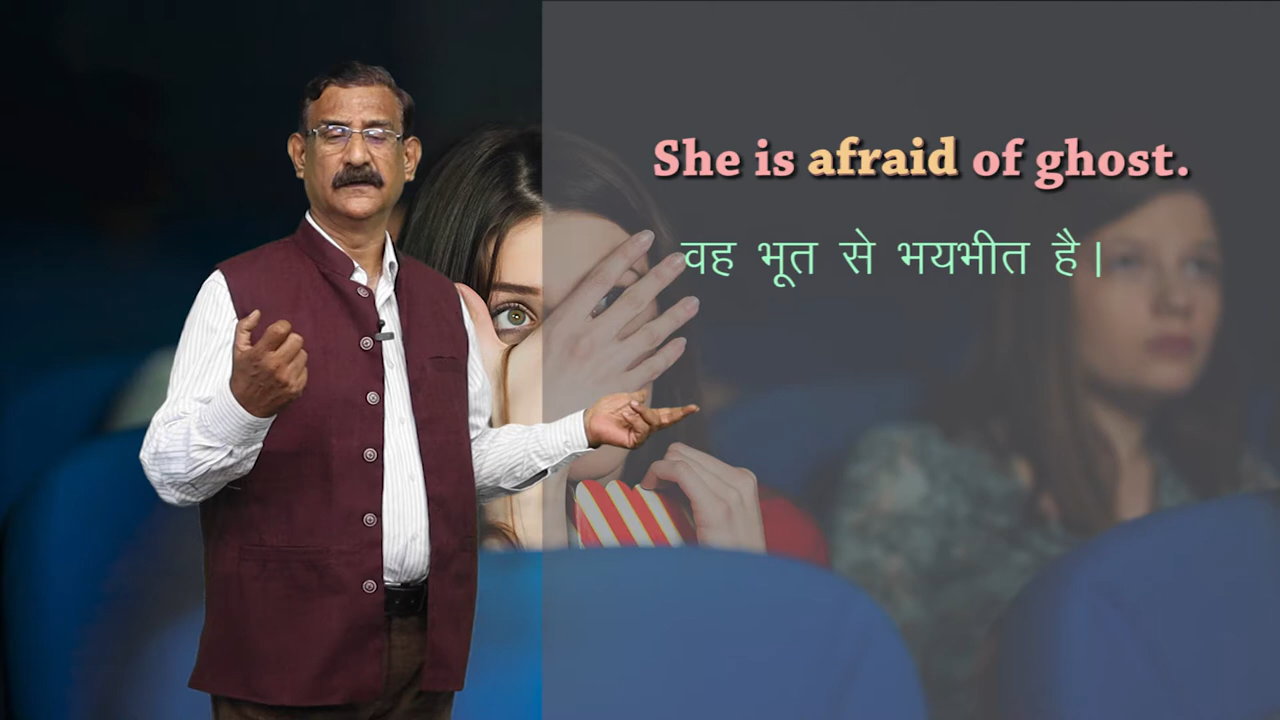 She is afraid of ghost.
वह भूत से भयभीत है।